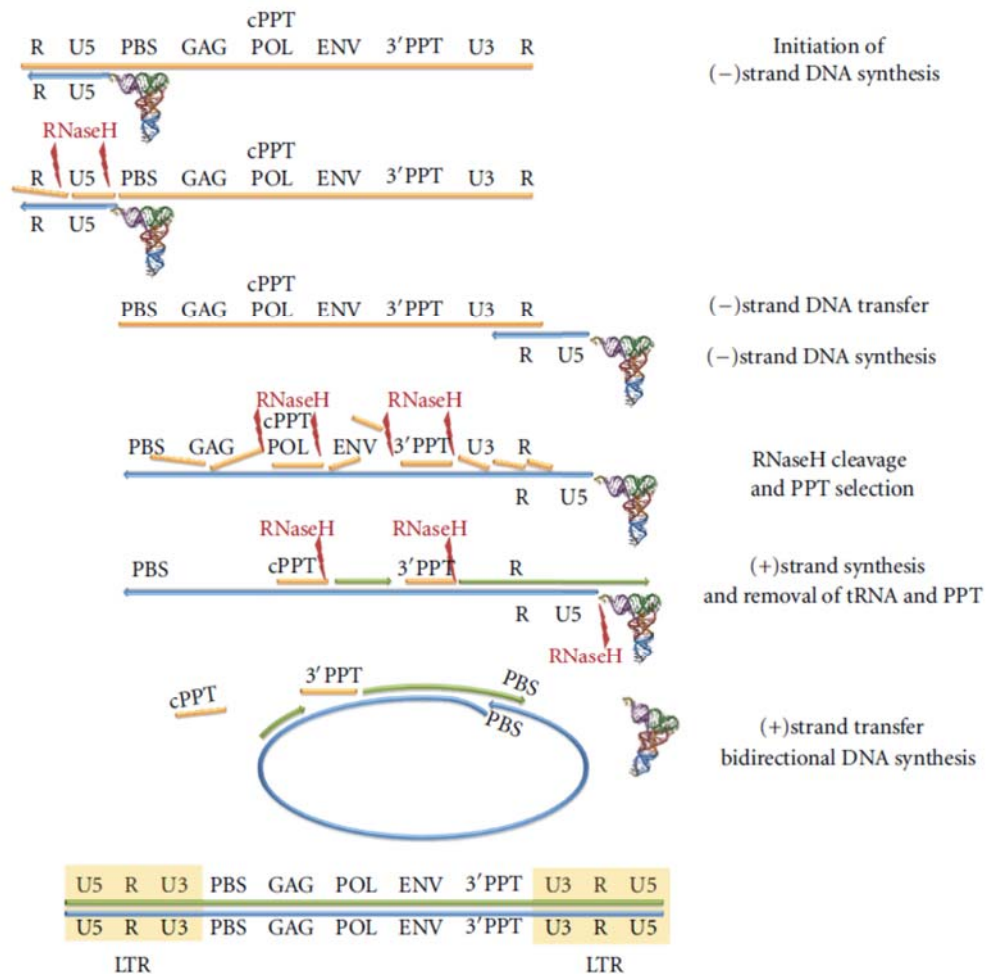 cPPT
R U5 PBS GAG POL ENV 3′PPT U3 R
Initiation of
(−)strand DNA synthesis
R U5
RNaseH
cPPT
R U5 PBS GAG POL ENV 3′PPT U3 R
R U5
cPPT
PBS GAG POL ENV 3′PPT U3 R
(−)strand DNA transfer
R U5
(−)strand DNA synthesis
RNaseH RNaseH
cPPT
PBS GAG POL ENV 3′PPT U3 R
RNaseH cleavage
and PPT selection
R U5
RNaseH RNaseH
PBS cPPT 3′PPT R
(+)strand synthesis
and removal of tRNA and PPT
R U5
RNaseH
3′PPT
cPPT
PBS
PBS
(+)strand transfer
bidirectional DNA synthesis
U5 R U3 PBS GAG POL ENV 3′PPT U3 R U5
U5 R U3 PBS GAG POL ENV 3′PPT U3 R U5
LTR LTR